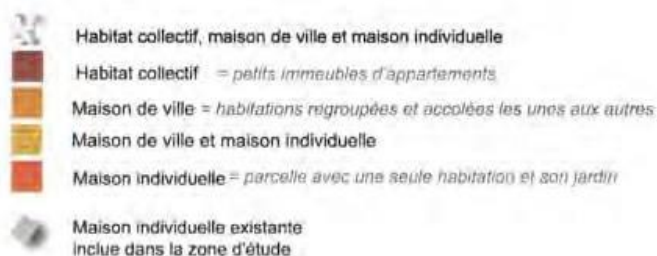 Habitat collectif, maison de ville et maison individuelle
Habitat collectif = petits immeubles d'appartements
Maison de ville = habitations regroupées et accolées les unes aux autres
Maison de ville et maison individuelle
Maison individuelle = parcelle avec une seule habitation et son jardin
Maison individuelle existante
inclue dans la zone d'étude